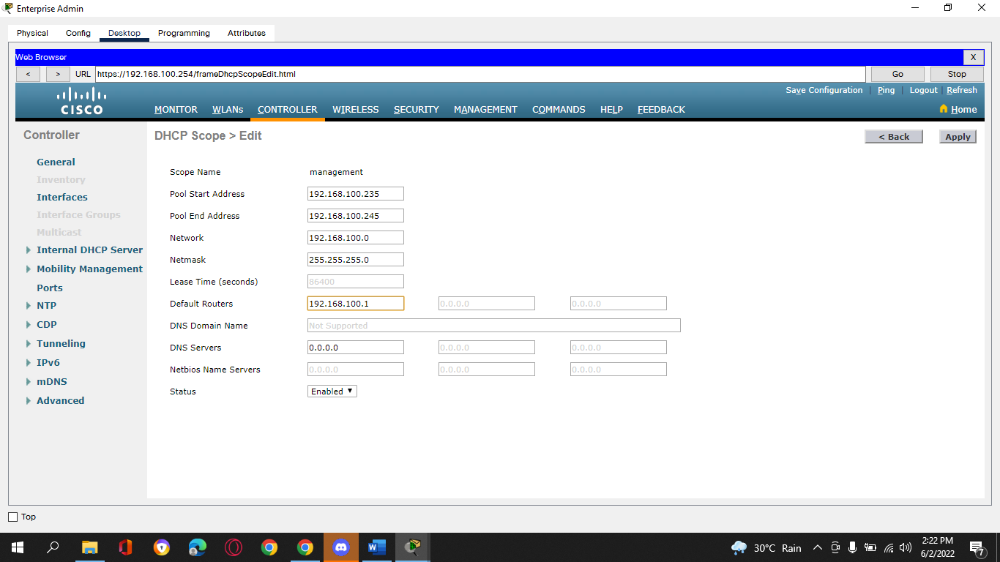 Enterprise Admin
Physical Config Desktop Programming Attributes
Web Browser X
< > URL https://192.168.100.254/frameDhcpScopeEdit.html Go Stop
Save Configuration | Ping | Logout | Refresh
CISCO MONITOR WLANs CONTROLLER WIRELESS SECURITY MANAGEMENT COMMANDS HELP FEEDBACK Home
Controller
General
Inventory
Interfaces
Interface Groups
Multicast
Internal DHCP Server
Mobility Management
Ports
NTP
CDP
Tunneling
IPv6
mDNS
Advanced
DHCP Scope > Edit < Back Apply
Scope Name management
Pool Start Address 192.168.100.235
Pool End Address 192.168.100.245
Network 192.168.100.0
Netmask 255.255.255.0
Lease Time (seconds) 86400
Default Routers 192.168.100.1 0.0.0.0 0.0.0.0
DNS Domain Name Not Supported
DNS Servers 0.0.0.0 0.0.0.0 0.0.0.0
Netbios Name Servers 0.0.0.0 0.0.0.0 0.0.0.0
Status Enabled
Top
30°C Rain
2:22 PM
6/2/2022
7